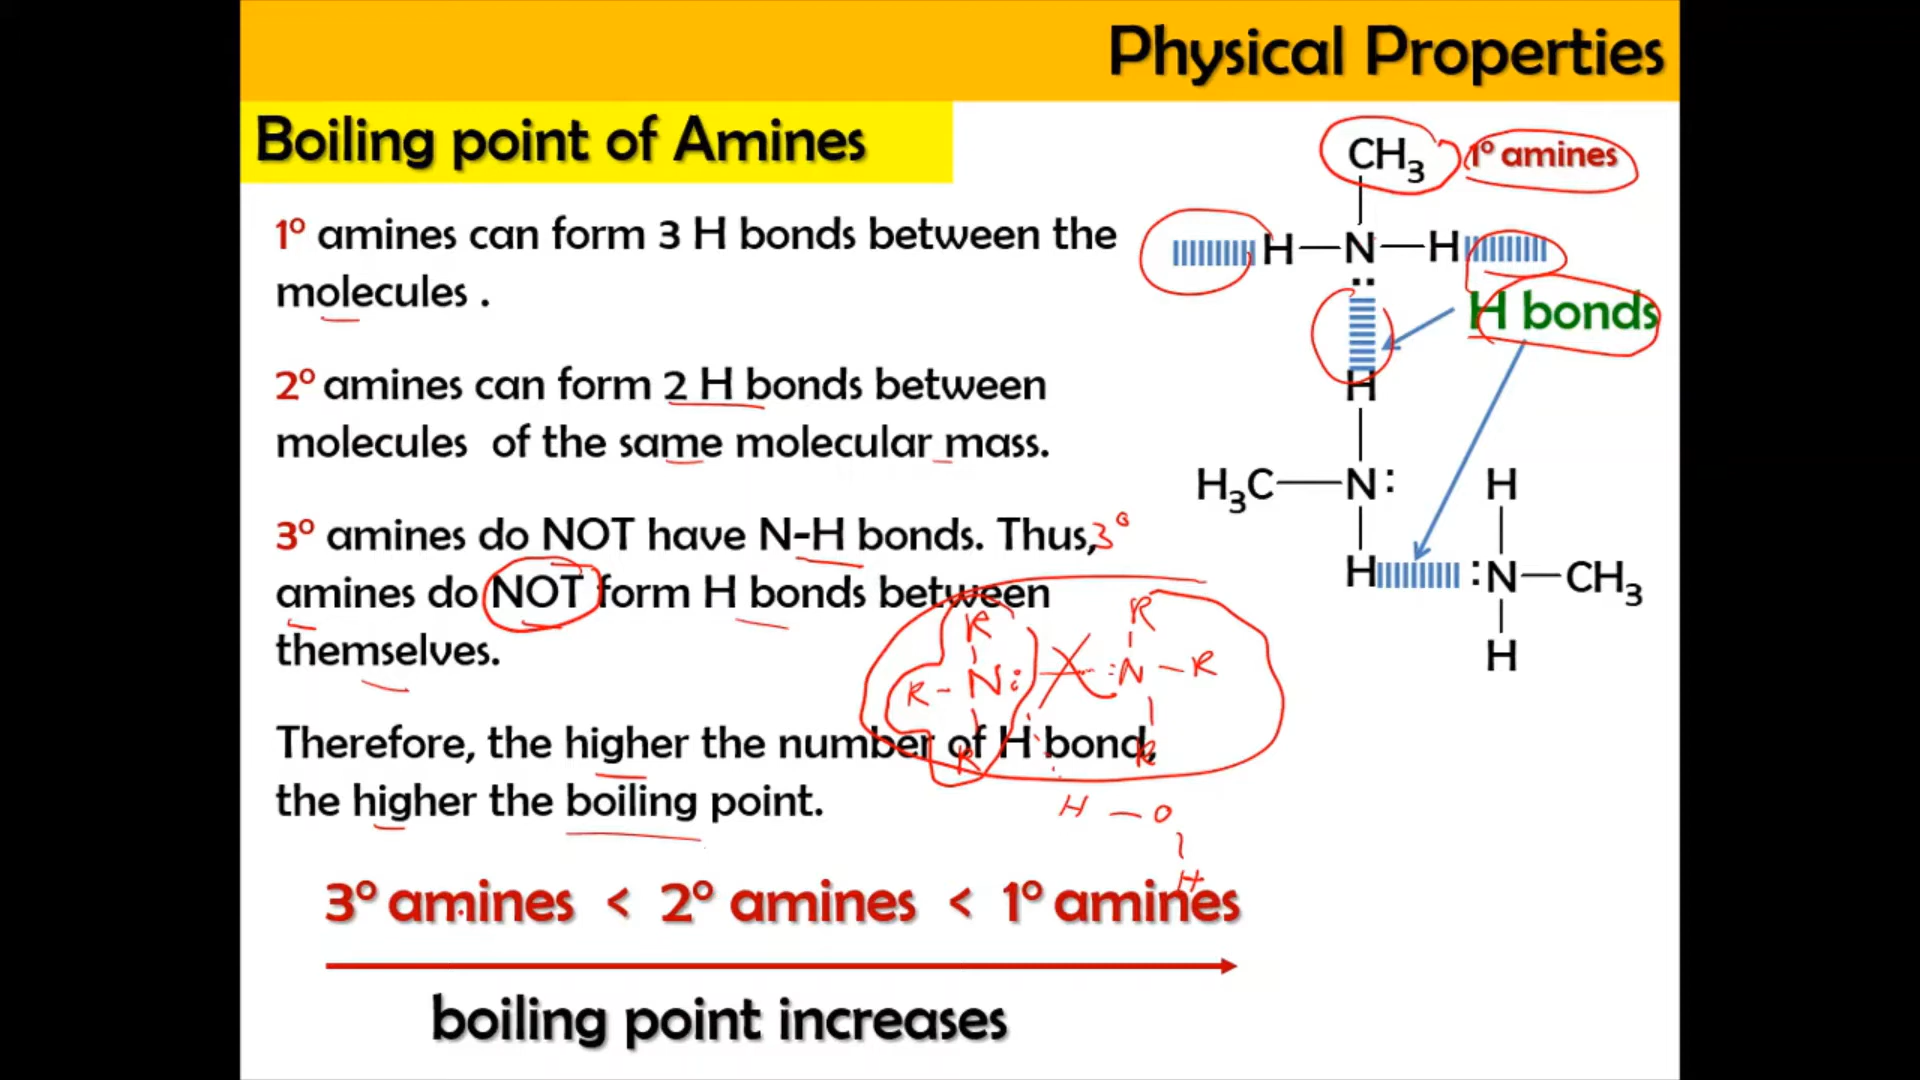 Physical Properties
Boiling point of Amines
1° amines can form 3 H bonds between the
molecules .
2° amines can form 2 H bonds between
molecules of the same molecular mass.
3° amines do NOT have N-H bonds. Thus, 3°
amines do NOT form H bonds between
themselves.
Therefore, the higher the number of H bond,
the higher the boiling point.
3° amines < 2° amines < 1° amines
boiling point increases
CH3 1° amines
H—N—H
:
H bonds
H
H3C—N:
H
H
H :N—CH3
H
R R
R-N: :N-R
R R
H-O
H